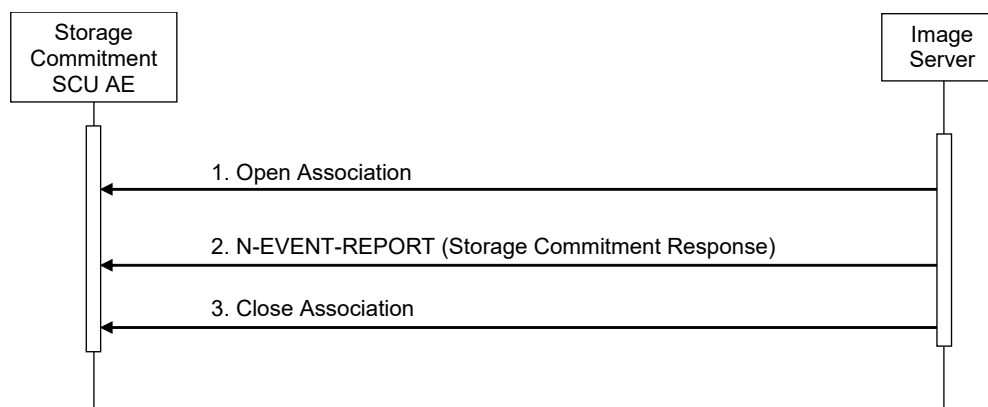 Storage
Commitment
SCU AE
Image
Server
1. Open Association
2. N-EVENT-REPORT (Storage Commitment Response)
3. Close Association